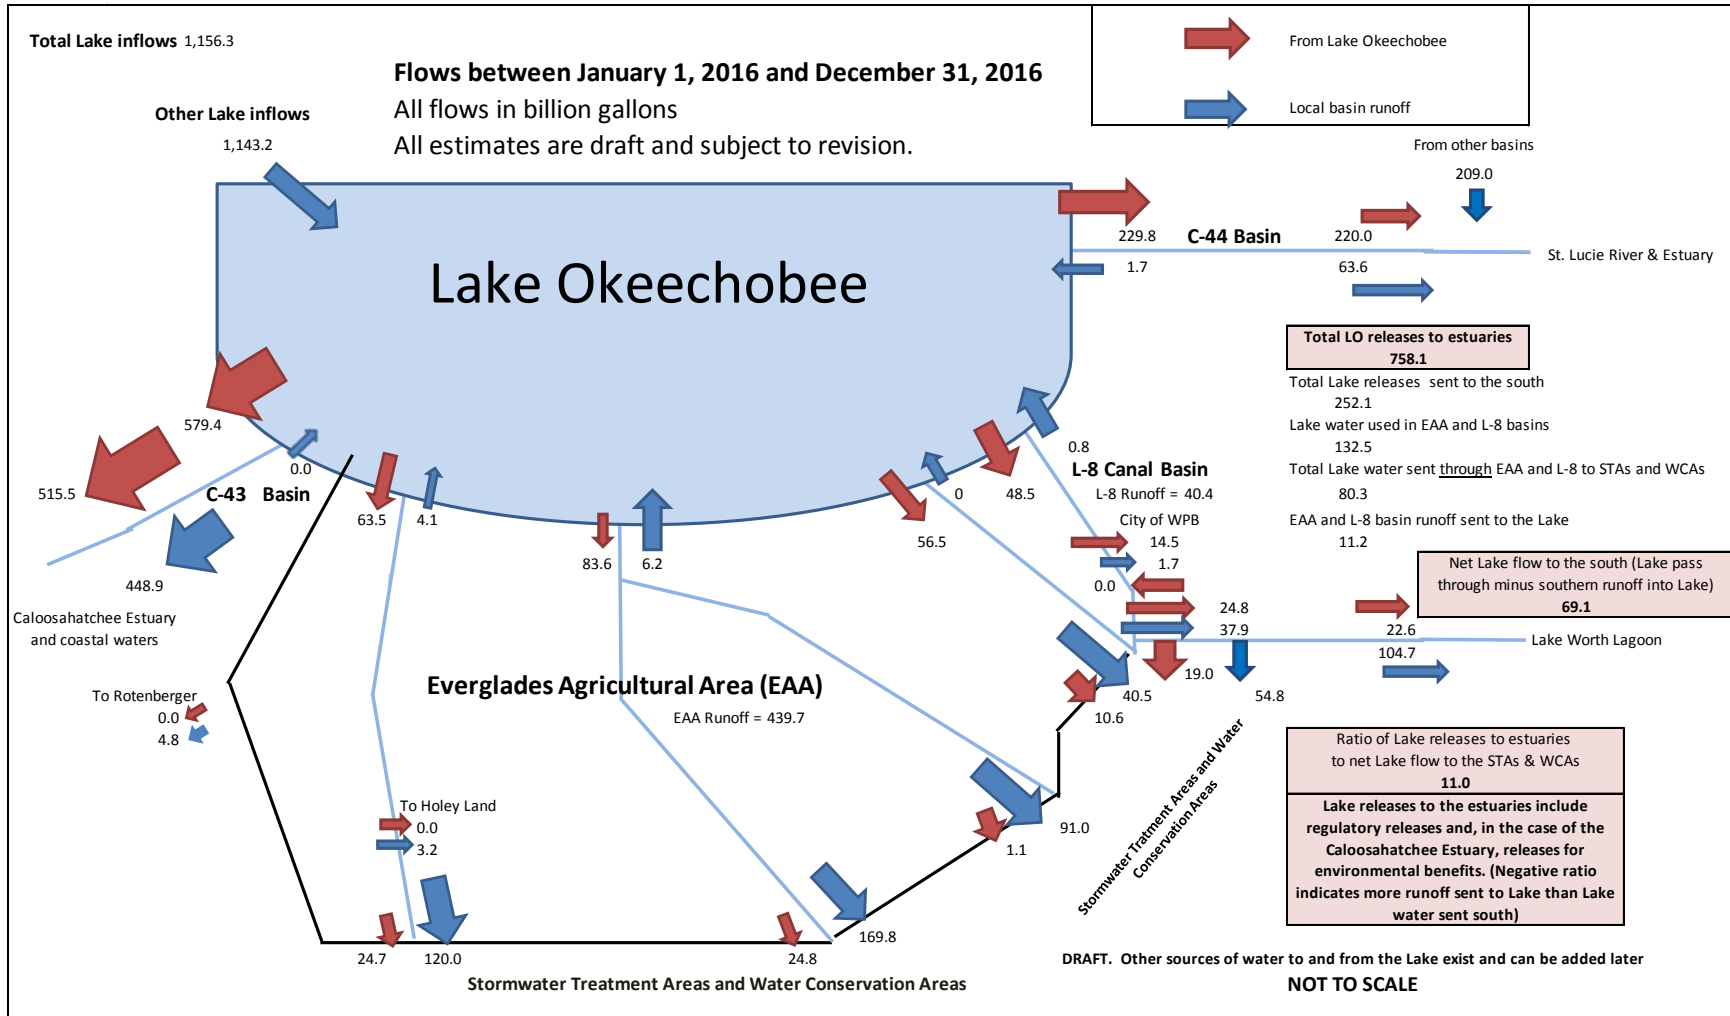 Total Lake inflows 1,156.3
From Lake Okeechobee
Flows between January 1, 2016 and December 31, 2016
All flows in billion gallons
All estimates are draft and subject to revision.
Local basin runoff
Other Lake inflows
1,143.2
From other basins
209.0
229.8
C-44 Basin
220.0
1.7
63.6
St. Lucie River & Estuary
Lake Okeechobee
Total LO releases to estuaries
758.1
Total Lake releases sent to the south
252.1
Lake water used in EAA and L-8 basins
132.5
Total Lake water sent through EAA and L-8 to STAs and WCAs
80.3
EAA and L-8 basin runoff sent to the Lake
11.2
Net Lake flow to the south (Lake pass
through minus southern runoff into Lake)
69.1
579.4
0.0
515.5
C-43 Basin
448.9
Caloosahatchee Estuary
and coastal waters
63.5
4.1
83.6
6.2
56.5
0
48.5
0.8
L-8 Canal Basin
L-8 Runoff = 40.4
City of WPB
14.5
1.7
0.0
24.8
37.9
22.6
104.7
Lake Worth Lagoon
19.0
54.8
40.5
10.6
Everglades Agricultural Area (EAA)
EAA Runoff = 439.7
To Rotenberger
0.0
4.8
To Holey Land
0.0
3.2
91.0
1.1
169.8
24.7
120.0
24.8
Stormwater Tratment Areas and Water
Conservation Areas
Stormwater Treatment Areas and Water Conservation Areas
Ratio of Lake releases to estuaries
to net Lake flow to the STAs & WCAs
11.0
Lake releases to the estuaries include
regulatory releases and, in the case of the
Caloosahatchee Estuary, releases for
environmental benefits. (Negative ratio
indicates more runoff sent to Lake than Lake
water sent south)
DRAFT. Other sources of water to and from the Lake exist and can be added later
NOT TO SCALE